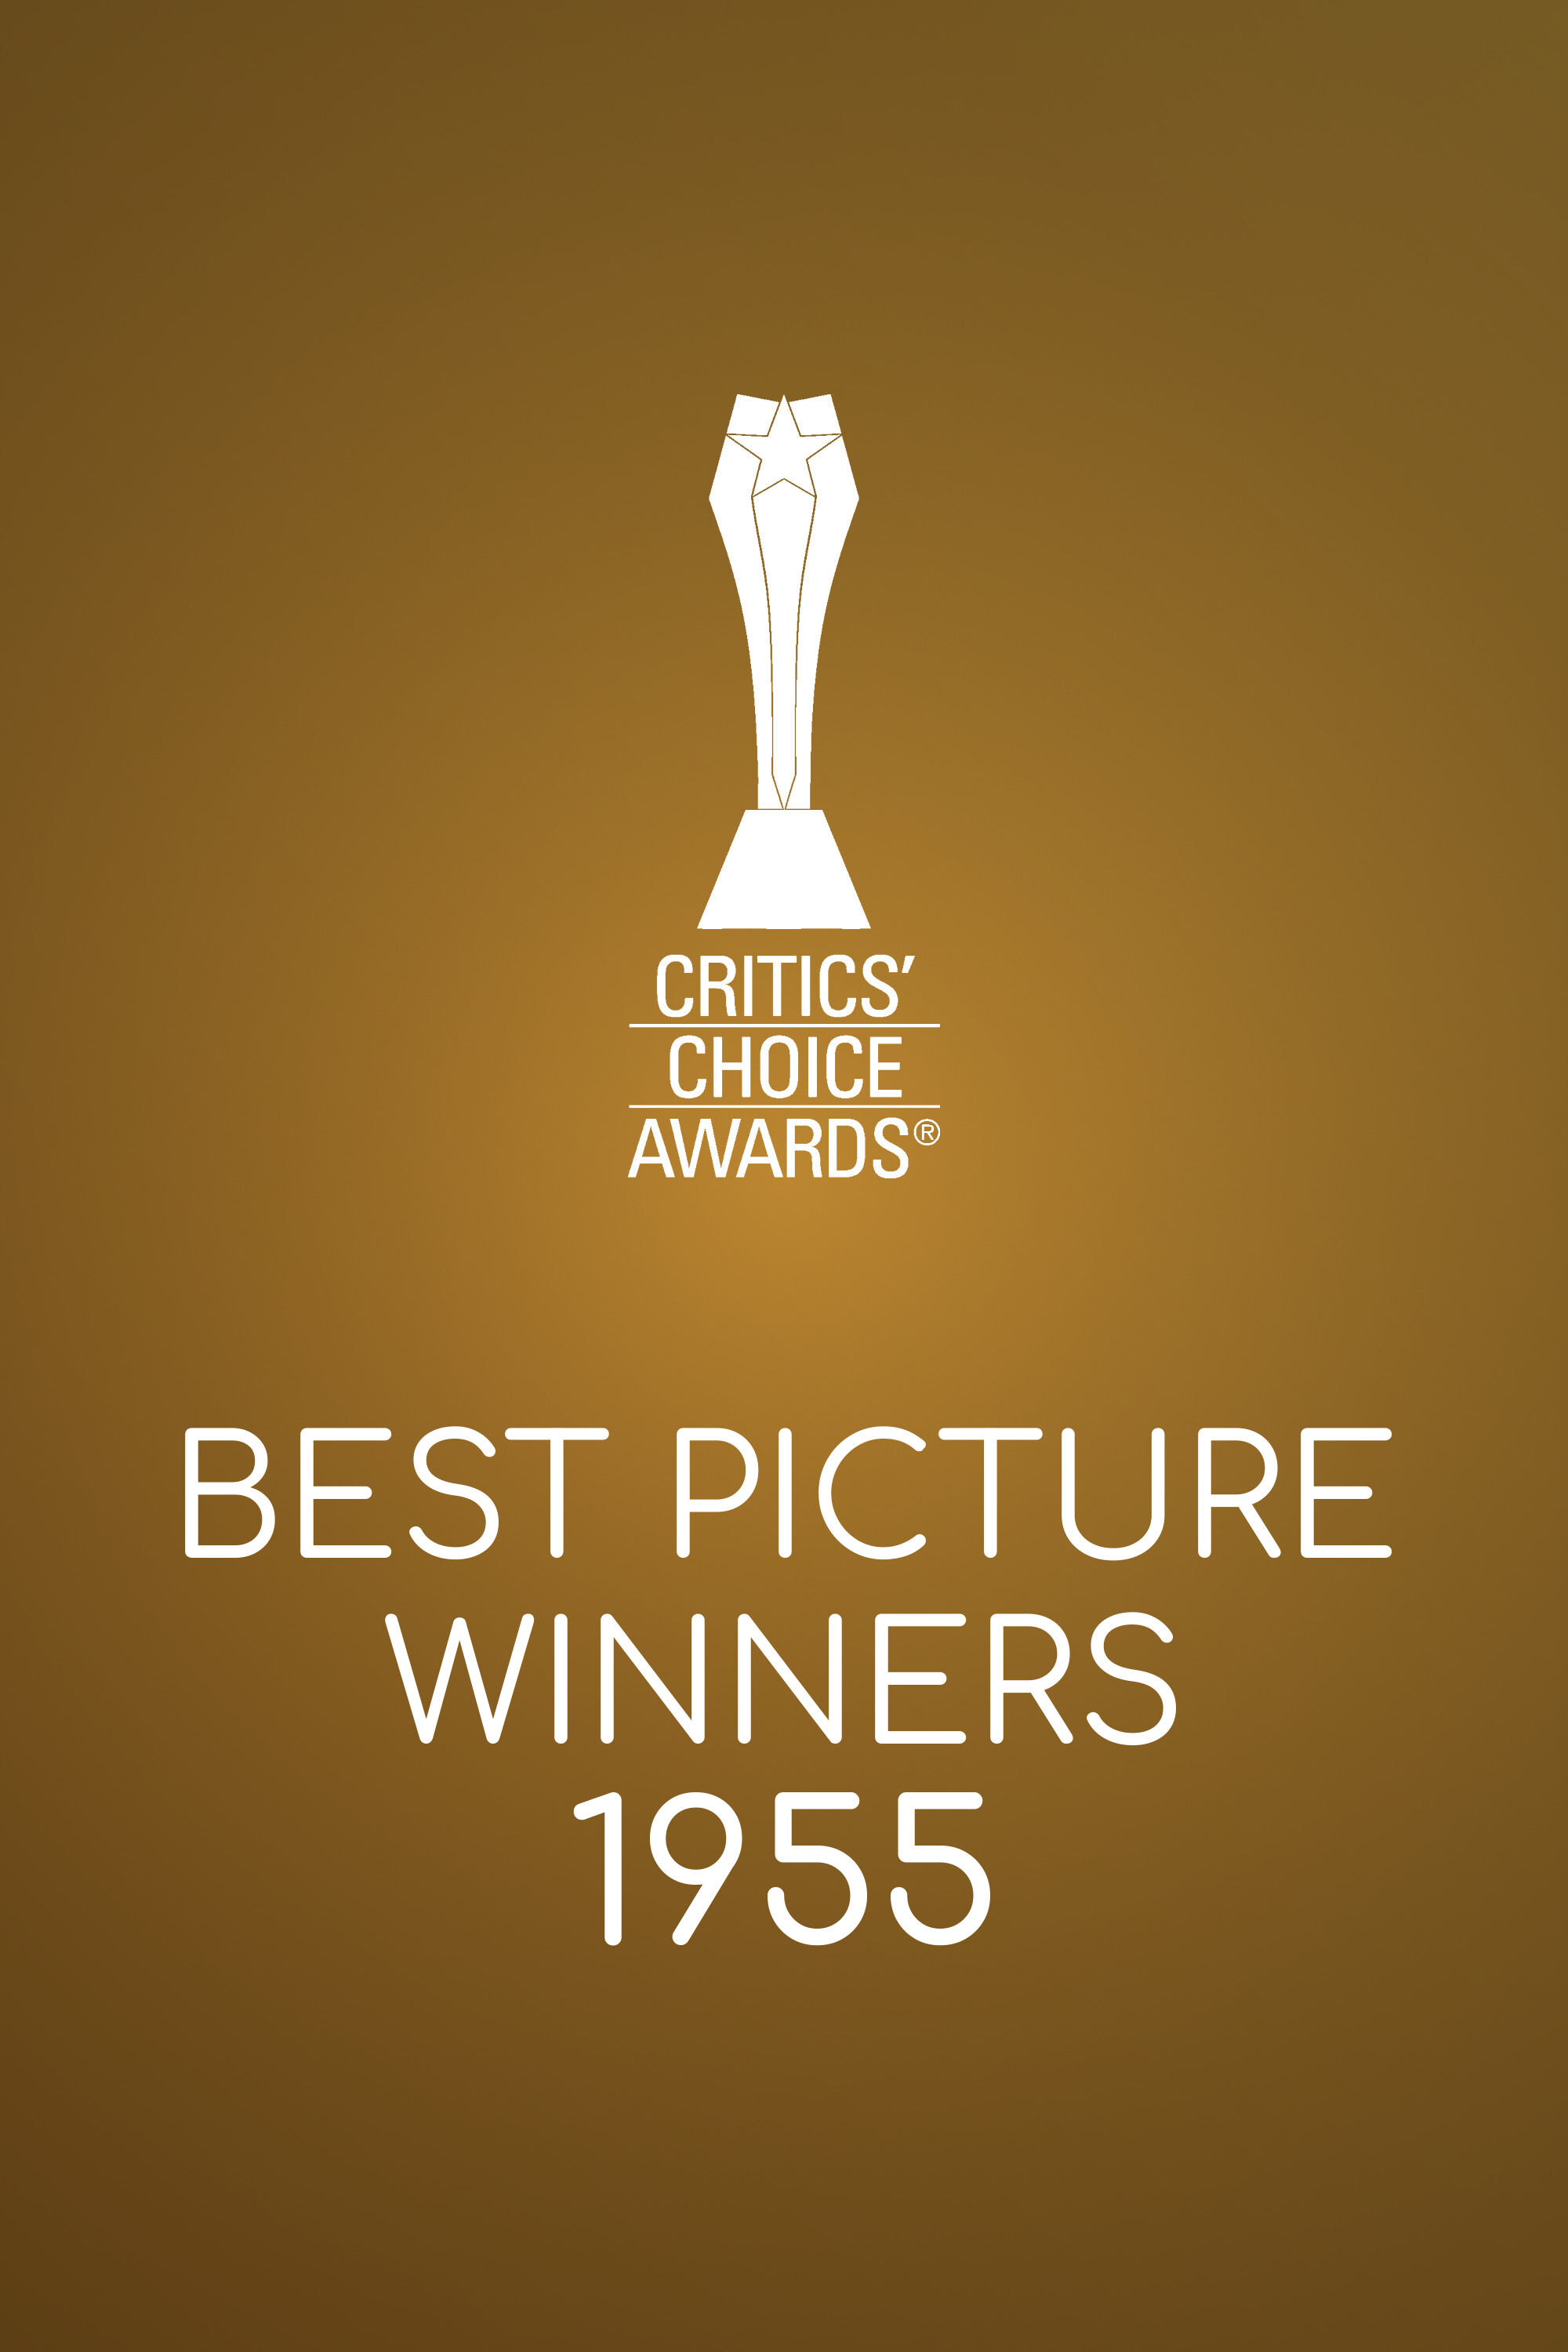 CRITICS'
CHOICE
AWARDS®
BEST PICTURE
WINNERS
1955